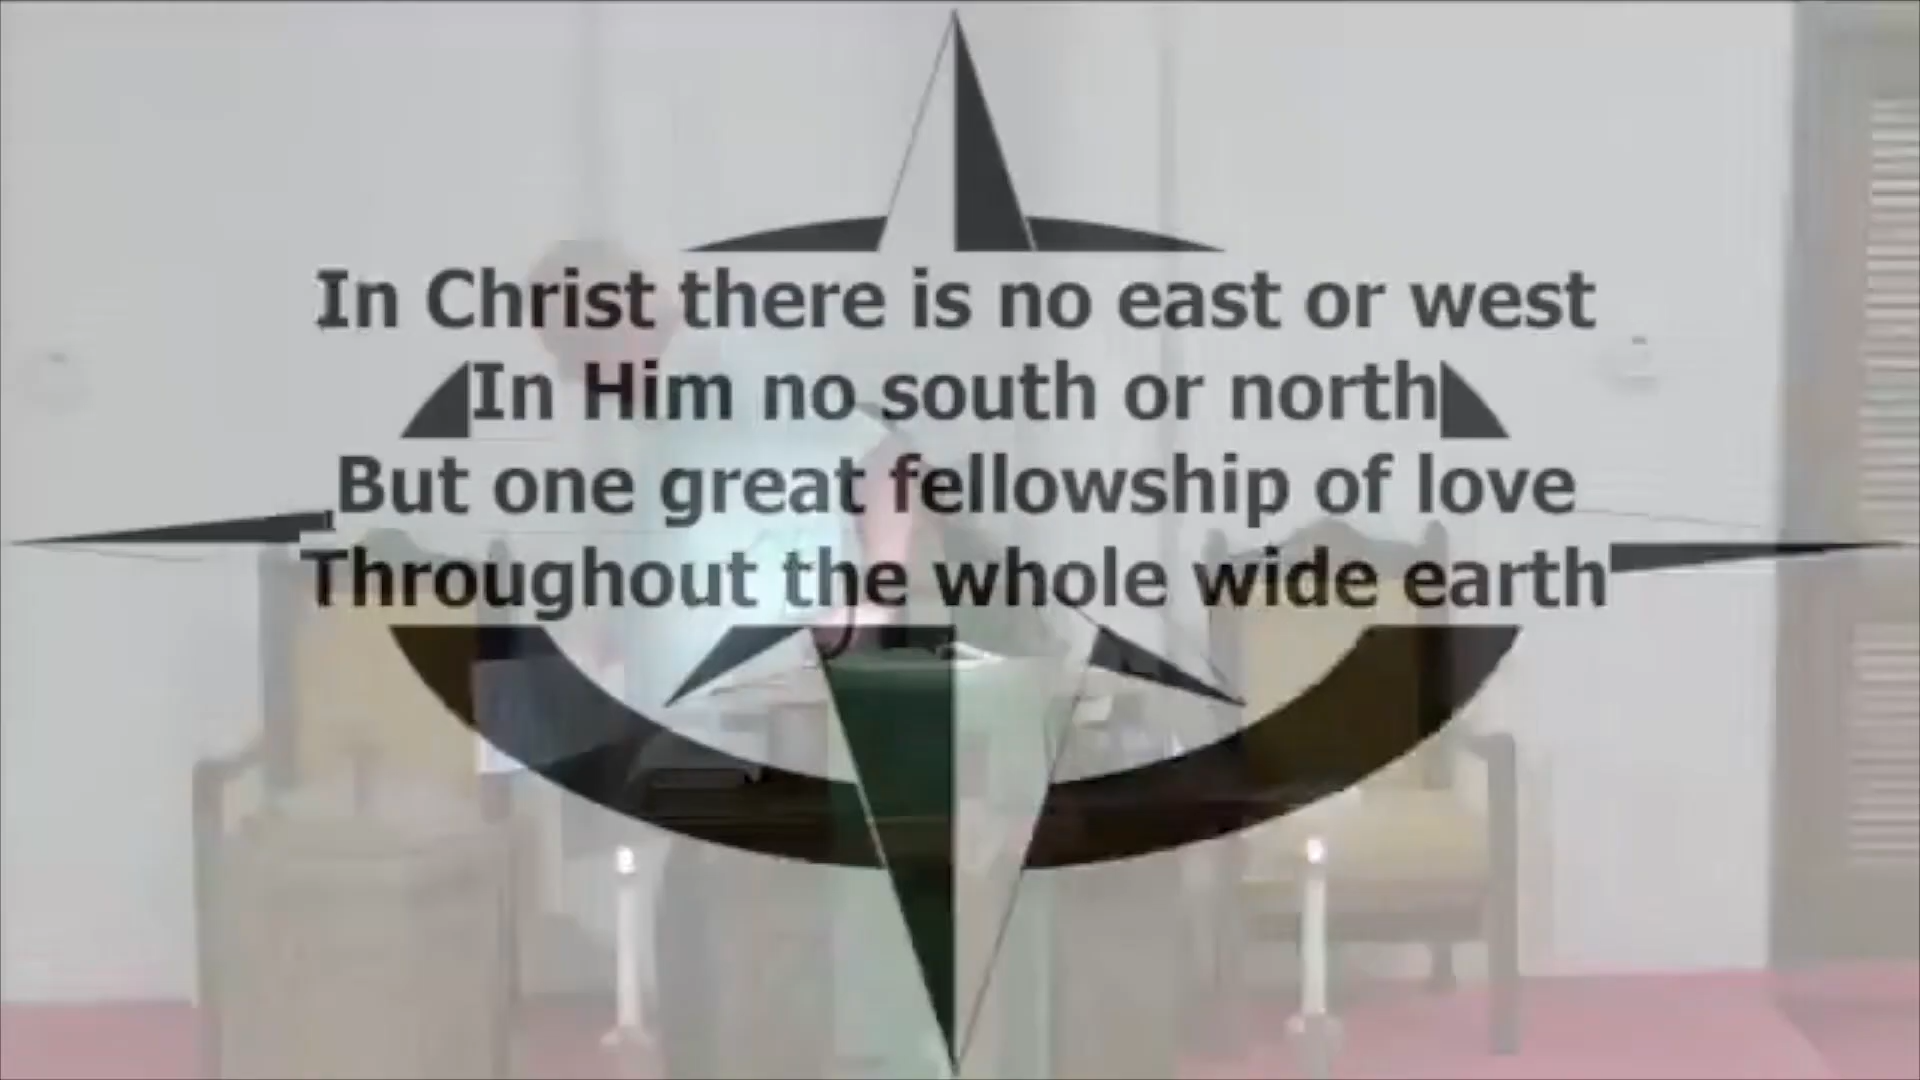 In Christ there is no east or west
In Him no south or north
But one great fellowship of love
Throughout the whole wide earth